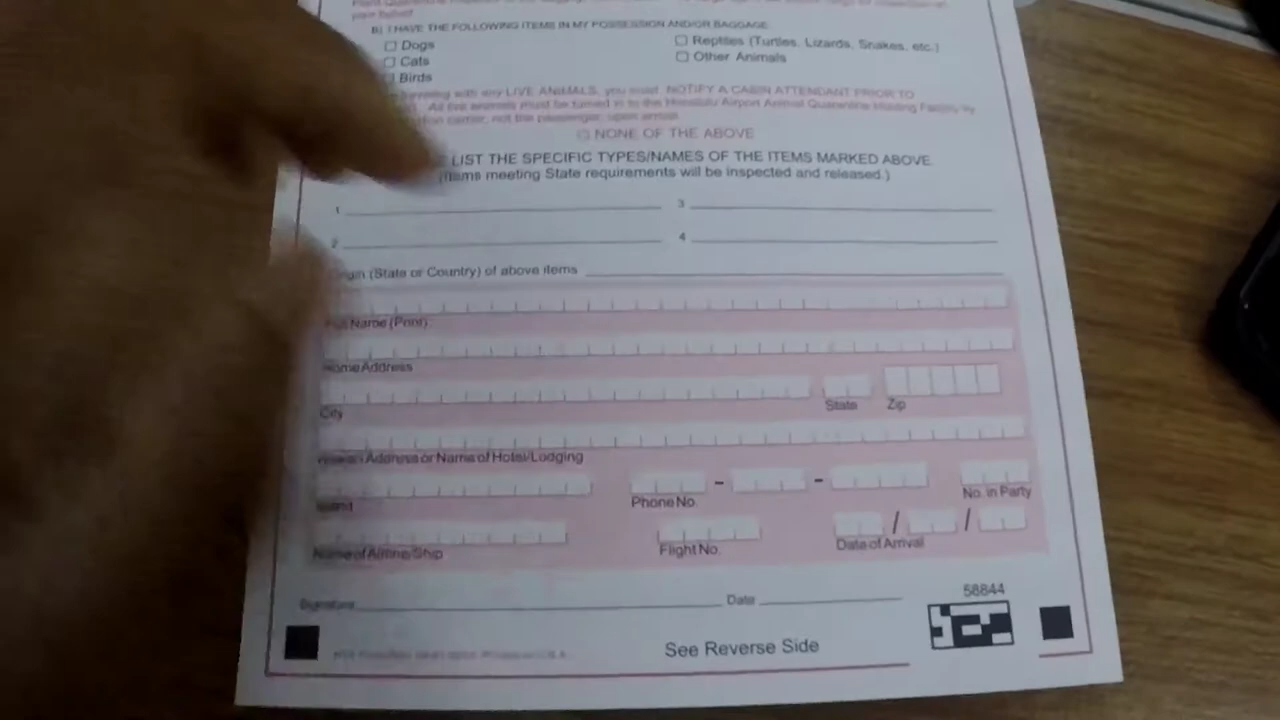 your behalf.
B) I HAVE THE FOLLOWING ITEMS IN MY POSSESSION AND/OR BAGGAGE:
Dogs
Reptiles (Turtles, Lizards, Snakes, etc.)
Cats
Other Animals
Birds
with any LIVE ANIMALS, you must NOTIFY A CABIN ATTENDANT PRIOR TO
All live animals must be turned in to the Honolulu Airport Animal Quarantine Holding Facility by
carrier, not the passenger, upon arrival.
NONE OF THE ABOVE
LIST THE SPECIFIC TYPES/NAMES OF THE ITEMS MARKED ABOVE
(Items meeting State requirements will be inspected and released.)
1 3
2 4
Origin (State or Country) of above items
Full Name (Print)
Home Address
City State Zip
Hawaii Address or Name of Hotel/Lodging
Island Phone No. - - No. in Party
Name of Airline/Ship Flight No. Date of Arrival / /
Signature Date
58844
See Reverse Side